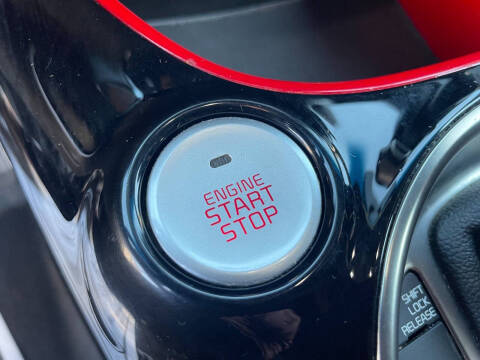 ENGINE
START
STOP
SHIFT
LOCK
RELEASE